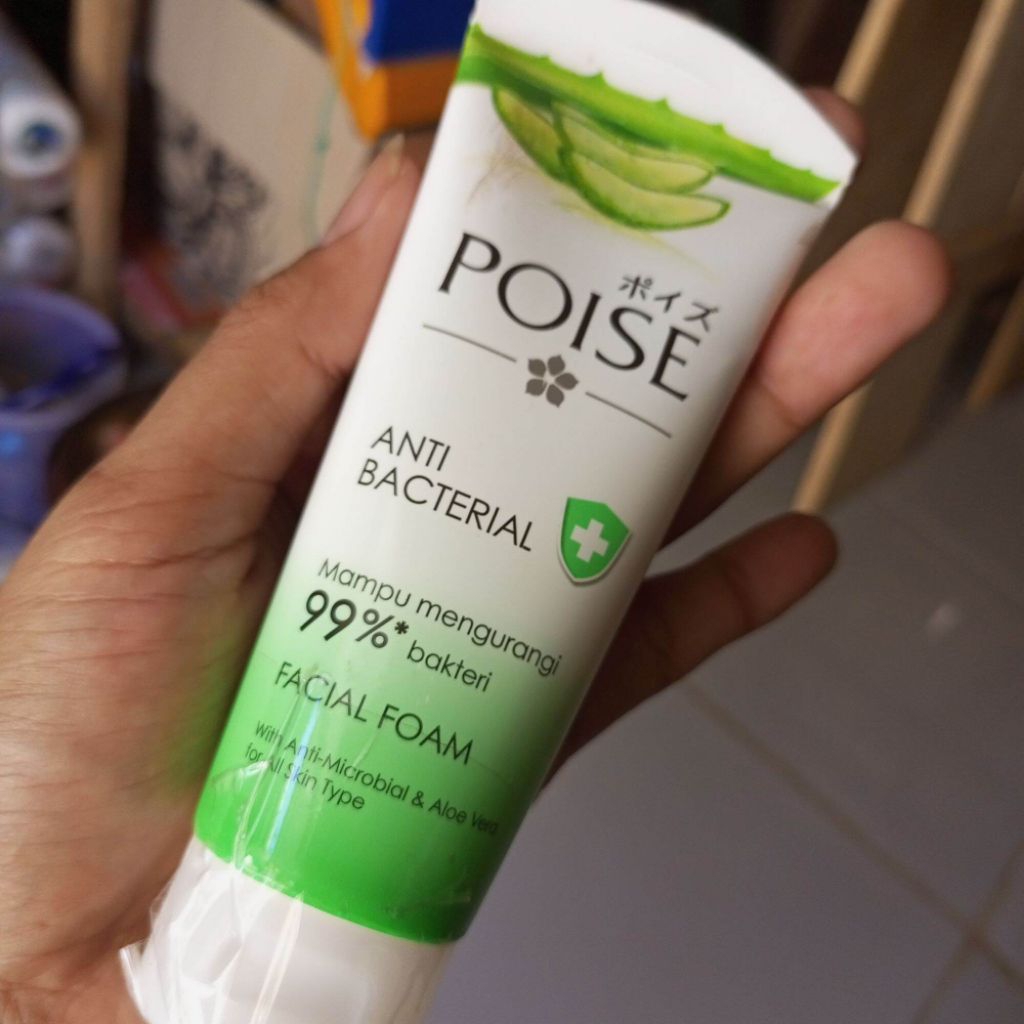 ポイズ
POISE
ANTI
BACTERIAL
Mampu mengurangi
99%* bakteri
FACIAL FOAM
With Anti-Microbial & Aloe Vera
for All Skin Type